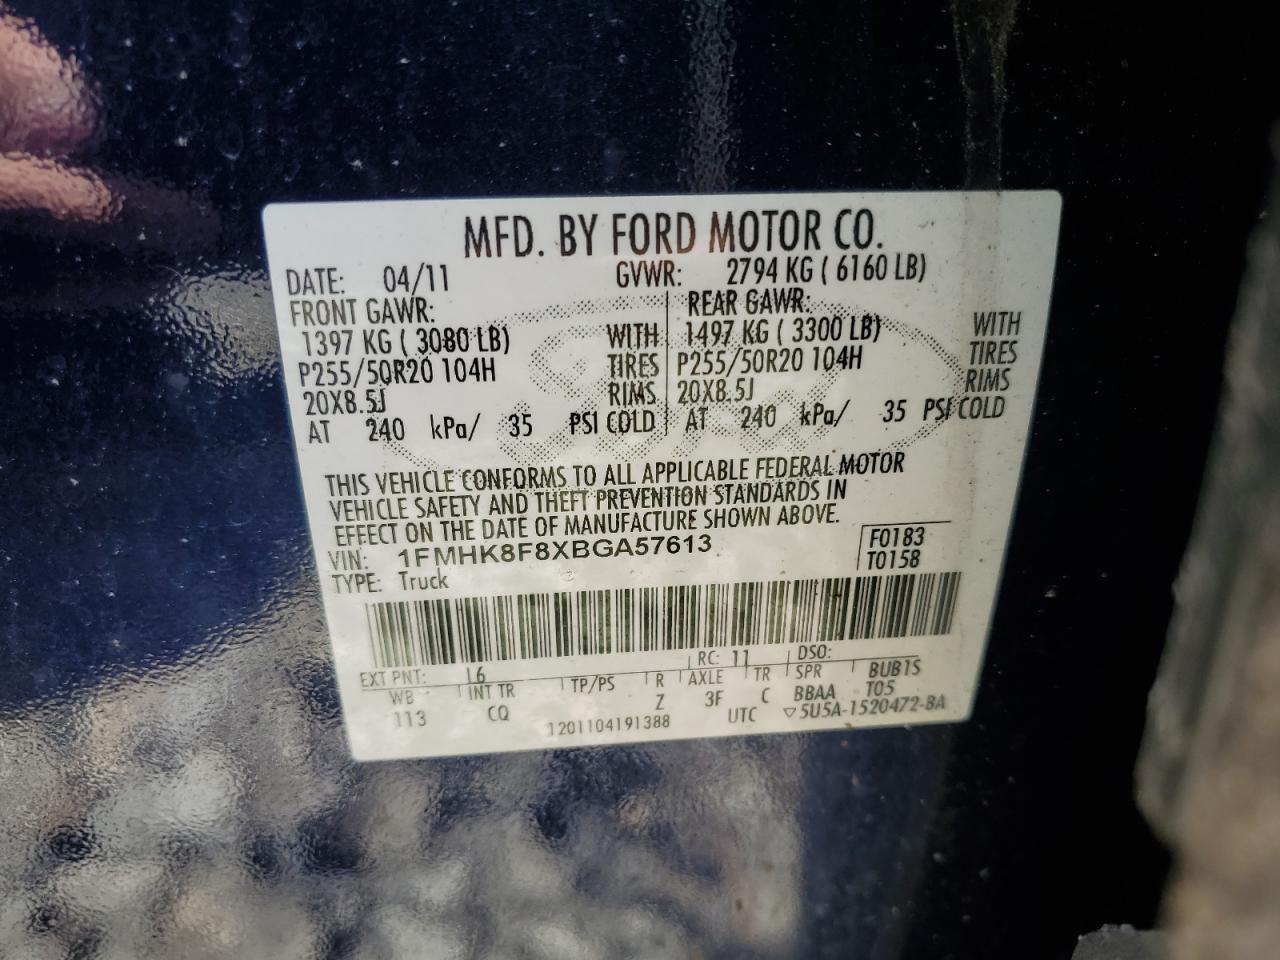 MFD. BY FORD MOTOR CO.
DATE: 04/11 GVWR: 2794 KG ( 6160 LB)
FRONT GAWR: REAR GAWR:
1397 KG ( 3080 LB) WITH 1497 KG ( 3300 LB) WITH
P255/50R20 104H TIRES P255/50R20 104H TIRES
20X8.5J RIMS 20X8.5J RIMS
AT 240 kPa/ 35 PSI COLD AT 240 kPa/ 35 PSI COLD
THIS VEHICLE CONFORMS TO ALL APPLICABLE FEDERAL MOTOR
VEHICLE SAFETY AND THEFT PREVENTION STANDARDS IN
EFFECT ON THE DATE OF MANUFACTURE SHOWN ABOVE.
VIN: 1FMHK8F8XBGA57613 F0183
TYPE: Truck T0158
EXT PNT: L6 RC: 11 DSO:
WB INT TR TP/PS R AXLE TR SPR BUB1S
113 CQ Z 3F C BBAA T05
1201104191388 UTC ▽5U5A-1520472-BA